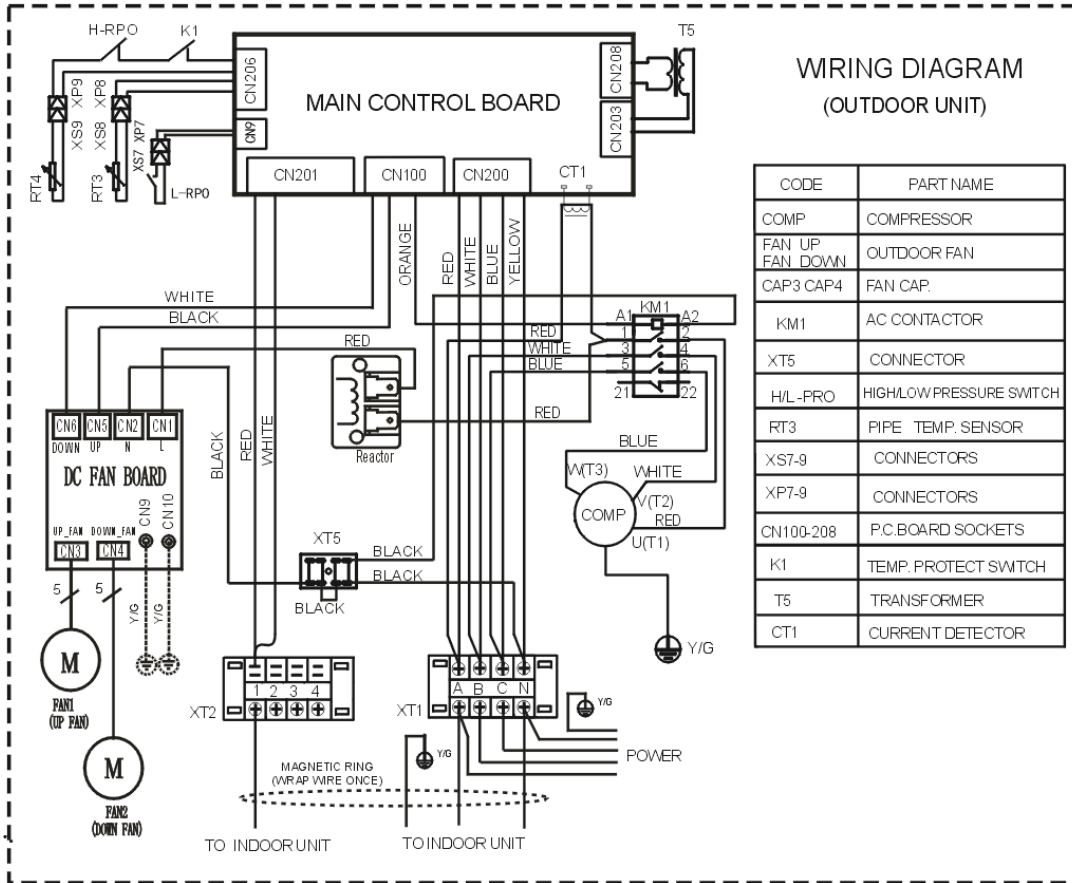 H-RPO
K1
T5
CN206
CN208
MAIN CONTROL BOARD
CN203
CN9
XP9
XS9
XP8
XS8
XP7
XS7
RT4
RT3
L-RPO
CN201
CN100
CN200
CT1
WIRING DIAGRAM
(OUTDOOR UNIT)
CODE PART NAME
COMP COMPRESSOR
FAN UP
FAN DOWN OUTDOOR FAN
CAP3 CAP4 FAN CAP.
KM1 AC CONTACTOR
XT5 CONNECTOR
H/L-PRO HIGH/LOW PRESSURE SWITCH
RT3 PIPE TEMP. SENSOR
XS7-9 CONNECTORS
XP7-9 CONNECTORS
CN100-208 P.C.BOARD SOCKETS
K1 TEMP. PROTECT SWITCH
T5 TRANSFORMER
CT1 CURRENT DETECTOR
ORANGE
RED
WHITE
BLUE
YELLOW
WHITE
BLACK
RED
A1 KM1 A2
RED 1 2
WHITE 3 4
BLUE 5 6
21 22
RED
Reactor
BLACK
RED
WHITE
CN6 CN5 CN2 CN1
DOWN UP N L
DC FAN BOARD
CN9
CN10
UP_FAN DOWN_FAN
CN3 CN4
5 5
Y/G
Y/G
M
FAN1
(UP FAN)
M
FAN2
(DOWN FAN)
BLUE
W(T3) WHITE
V(T2)
COMP RED
U(T1)
Y/G
XT5
BLACK
BLACK
BLACK
1 2 3 4
XT2
A B C N
XT1
Y/G
Y/G
POWER
MAGNETIC RING
(WRAP WIRE ONCE)
TO INDOOR UNIT
TO INDOOR UNIT